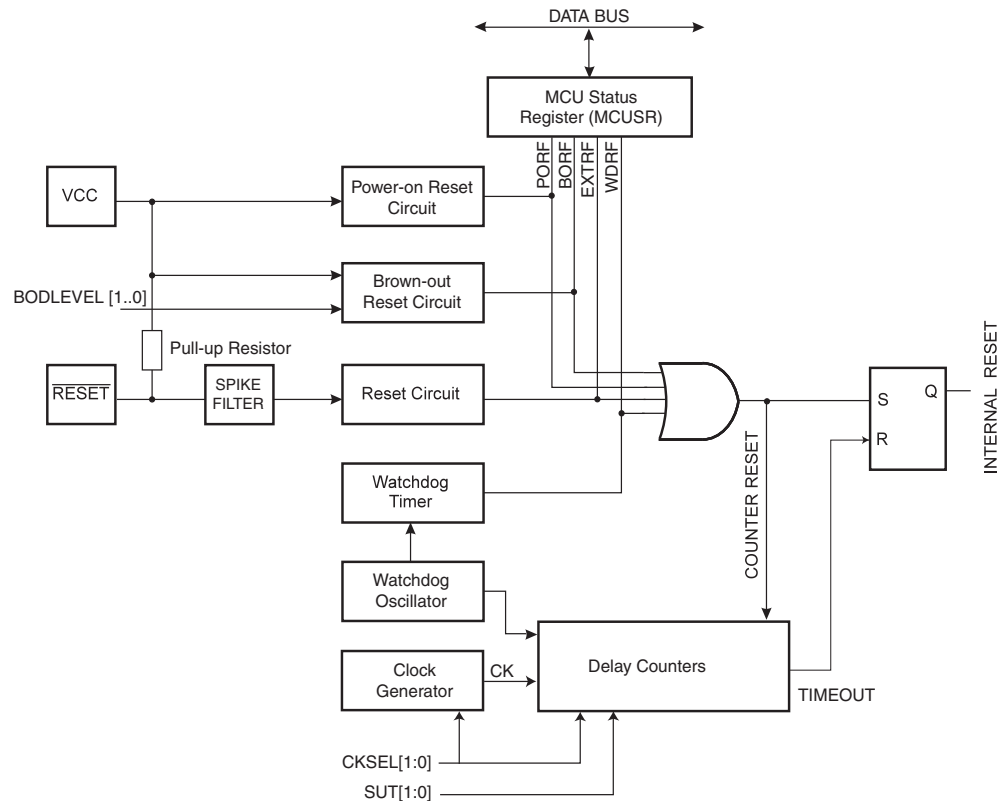 DATA BUS
MCU Status
Register (MCUSR)
PORF
BORF
EXTRF
WDRF
VCC
Power-on Reset
Circuit
BODLEVEL [1..0]
Brown-out
Reset Circuit
Pull-up Resistor
RESET
SPIKE
FILTER
Reset Circuit
S
Q
R
INTERNAL RESET
Watchdog
Timer
COUNTER RESET
Watchdog
Oscillator
Clock
Generator
CK
Delay Counters
TIMEOUT
CKSEL[1:0]
SUT[1:0]